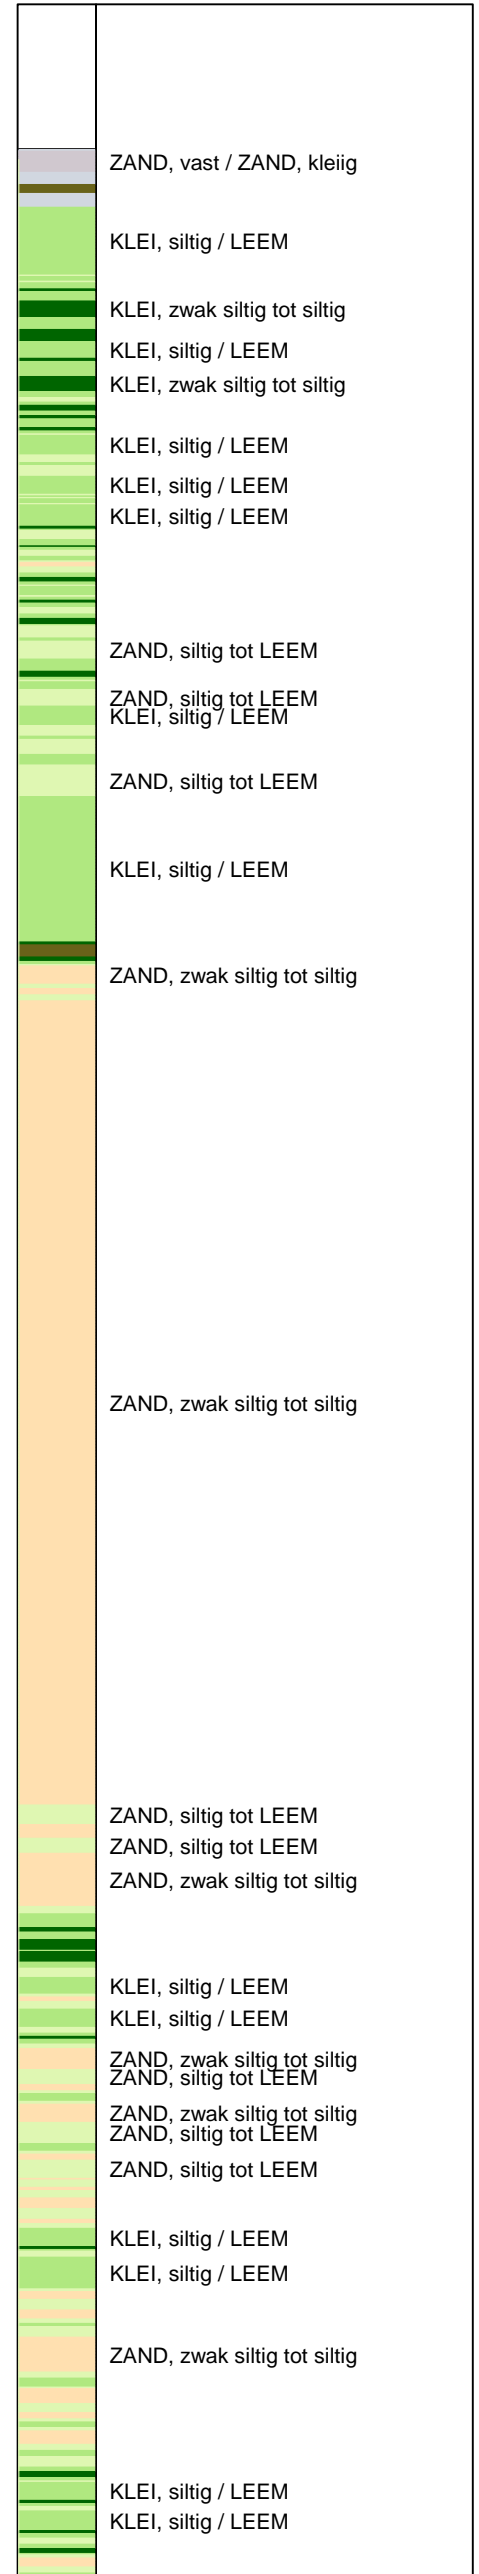 ZAND, vast / ZAND, kleiig
KLEI, siltig / LEEM
KLEI, zwak siltig tot siltig
KLEI, siltig / LEEM
KLEI, zwak siltig tot siltig
KLEI, siltig / LEEM
KLEI, siltig / LEEM
KLEI, siltig / LEEM
ZAND, siltig tot LEEM
ZAND, siltig tot LEEM
KLEI, siltig / LEEM
ZAND, siltig tot LEEM
KLEI, siltig / LEEM
ZAND, zwak siltig tot siltig
ZAND, zwak siltig tot siltig
ZAND, siltig tot LEEM
ZAND, siltig tot LEEM
ZAND, zwak siltig tot siltig
KLEI, siltig / LEEM
KLEI, siltig / LEEM
ZAND, zwak siltig tot siltig
ZAND, siltig tot LEEM
ZAND, zwak siltig tot siltig
ZAND, siltig tot LEEM
ZAND, siltig tot LEEM
KLEI, siltig / LEEM
KLEI, siltig / LEEM
ZAND, zwak siltig tot siltig
KLEI, siltig / LEEM
KLEI, siltig / LEEM